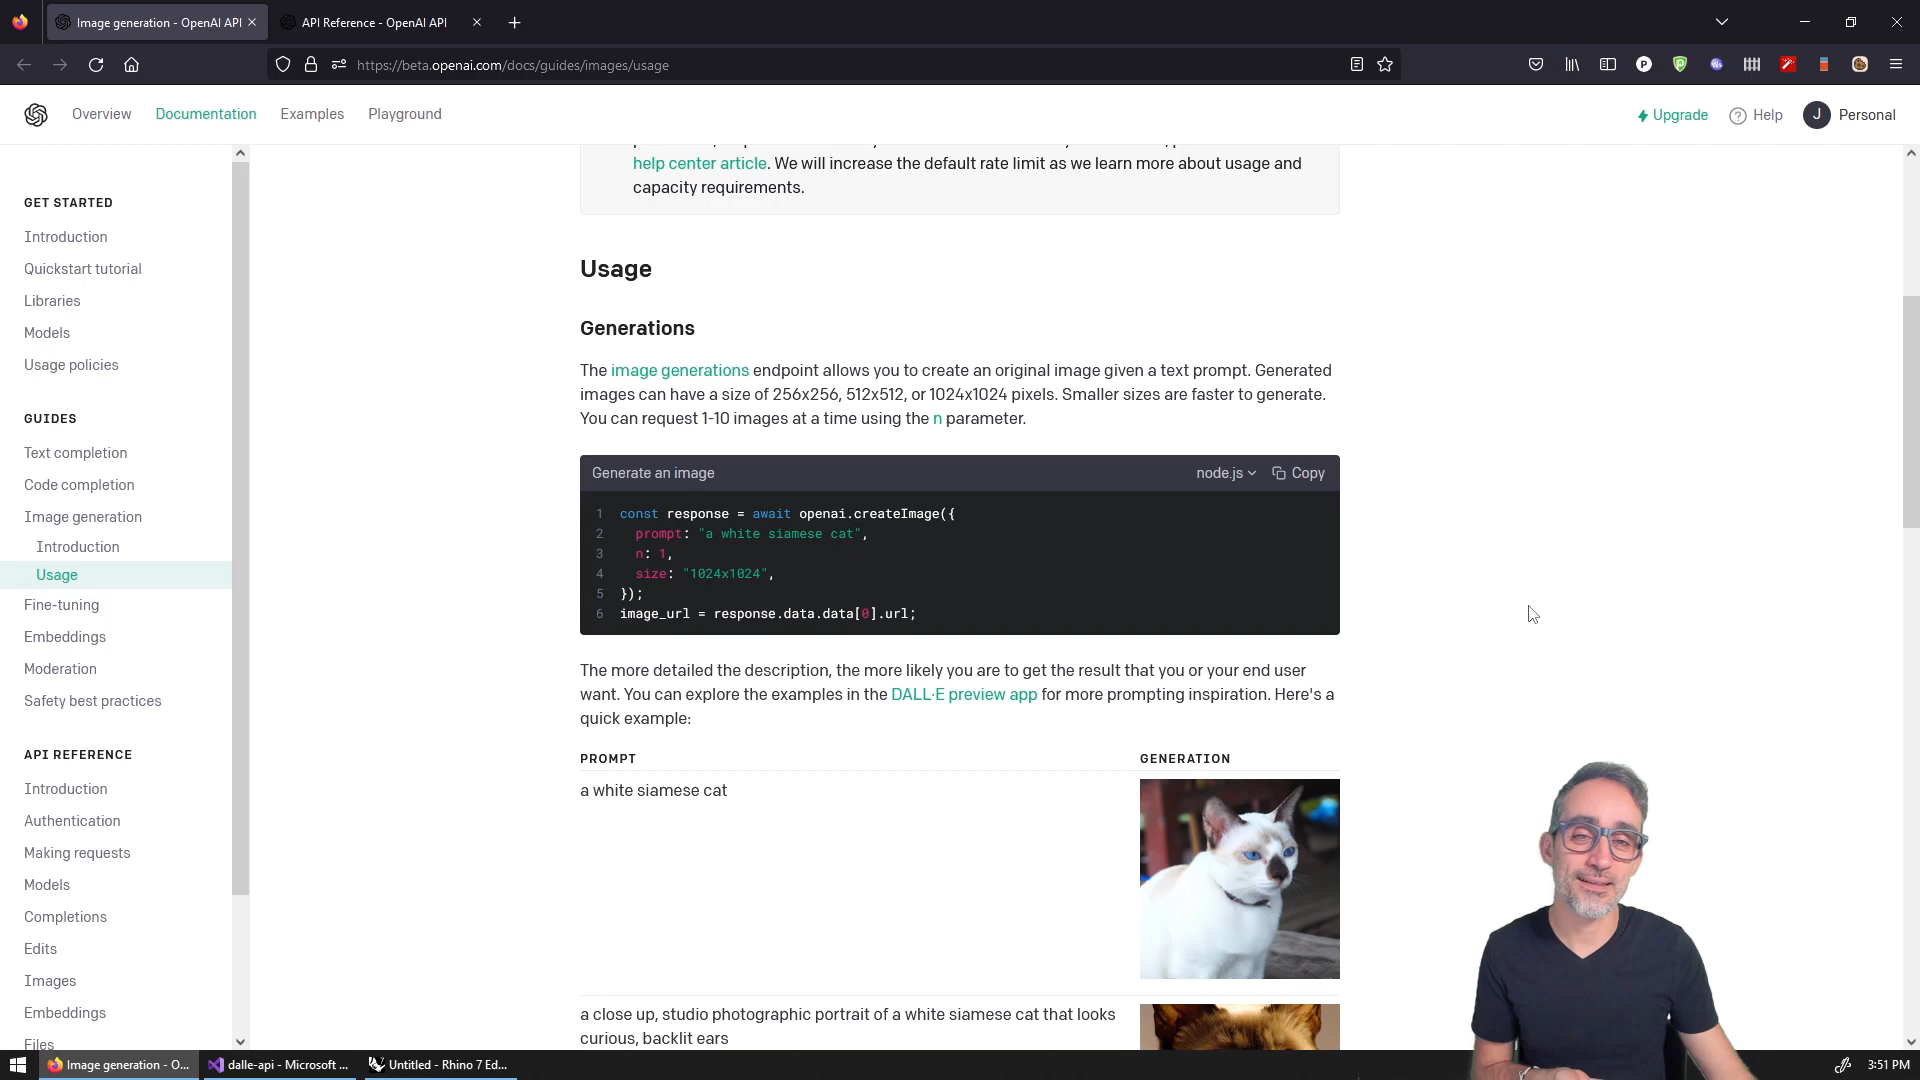 Image generation - OpenAI API
API Reference - OpenAI API
https://beta.openai.com/docs/guides/images/usage
Overview
Documentation
Examples
Playground
Upgrade
Help
J
Personal
GET STARTED
Introduction
Quickstart tutorial
Libraries
Models
Usage policies
GUIDES
Text completion
Code completion
Image generation
Introduction
Usage
Fine-tuning
Embeddings
Moderation
Safety best practices
API REFERENCE
Introduction
Authentication
Making requests
Models
Completions
Edits
Images
Embeddings
Files
help center article. We will increase the default rate limit as we learn more about usage and
capacity requirements.
Usage
Generations
The image generations endpoint allows you to create an original image given a text prompt. Generated
images can have a size of 256x256, 512x512, or 1024x1024 pixels. Smaller sizes are faster to generate.
You can request 1-10 images at a time using the n parameter.
Generate an image
node.js
Copy
1 const response = await openai.createImage({
2 prompt: "a white siamese cat",
3 n: 1,
4 size: "1024x1024",
5 });
6 image_url = response.data.data[0].url;
The more detailed the description, the more likely you are to get the result that you or your end user
want. You can explore the examples in the DALL·E preview app for more prompting inspiration. Here's a
quick example:
PROMPT
GENERATION
a white siamese cat
a close up, studio photographic portrait of a white siamese cat that looks
curious, backlit ears
Image generation - O...
dalle-api - Microsoft ...
Untitled - Rhino 7 Ed...
3:51 PM